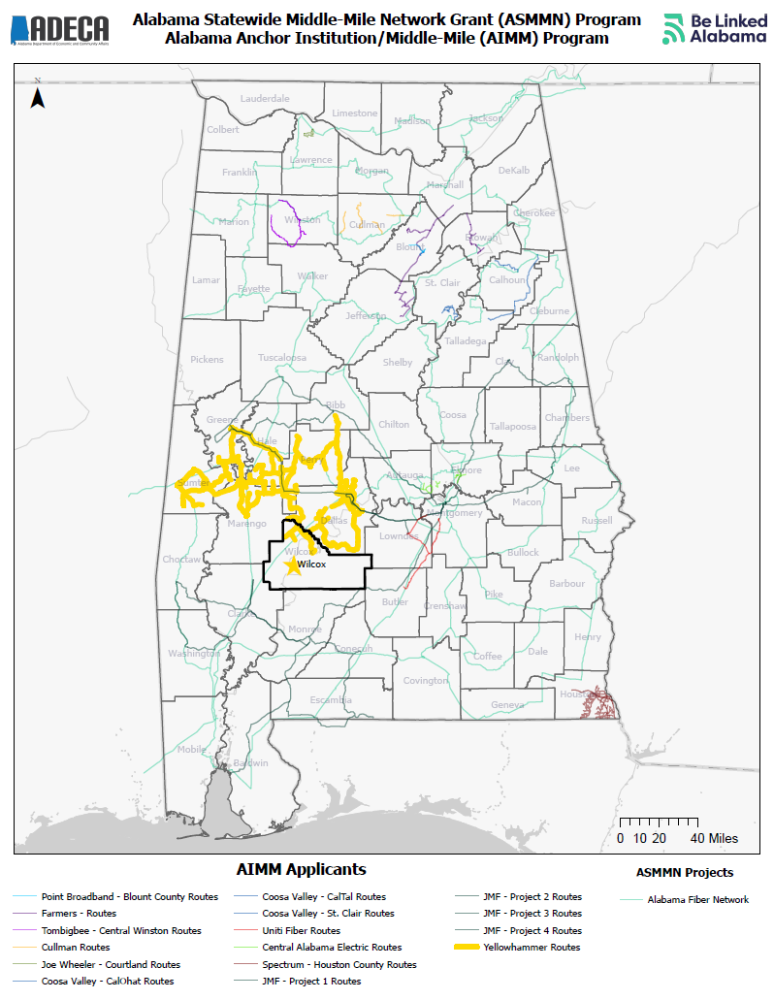 ADECA
Alabama Department of Economic and Community Affairs
Alabama Statewide Middle-Mile Network Grant (ASMMN) Program
Alabama Anchor Institution/Middle-Mile (AIMM) Program
Be Linked
Alabama
N
Lauderdale
Limestone
Madison
Jackson
Colbert
Lawrence
Franklin
Morgan
DeKalb
Marshall
Marion
Winston
Cullman
Cherokee
Etowah
Blount
Lamar
Fayette
Walker
St. Clair
Calhoun
Jefferson
Cleburne
Talladega
Pickens
Tuscaloosa
Shelby
Clay
Randolph
Bibb
Greene
Hale
Chilton
Coosa
Tallapoosa
Chambers
Perry
Sumter
Autauga
Elmore
Lee
Macon
Marengo
Dallas
Montgomery
Lowndes
Russell
Choctaw
Wilcox
Wilcox
Bullock
Barbour
Clarke
Butler
Crenshaw
Pike
Monroe
Conecuh
Henry
Washington
Coffee
Dale
Covington
Escambia
Geneva
Houston
Mobile
Baldwin
0 10 20 40 Miles
AIMM Applicants
Point Broadband - Blount County Routes
Farmers - Routes
Tombigbee - Central Winston Routes
Cullman Routes
Joe Wheeler - Courtland Routes
Coosa Valley - CalOhat Routes
Coosa Valley - CalTal Routes
Coosa Valley - St. Clair Routes
Uniti Fiber Routes
Central Alabama Electric Routes
Spectrum - Houston County Routes
JMF - Project 1 Routes
JMF - Project 2 Routes
JMF - Project 3 Routes
JMF - Project 4 Routes
Yellowhammer Routes
ASMMN Projects
Alabama Fiber Network